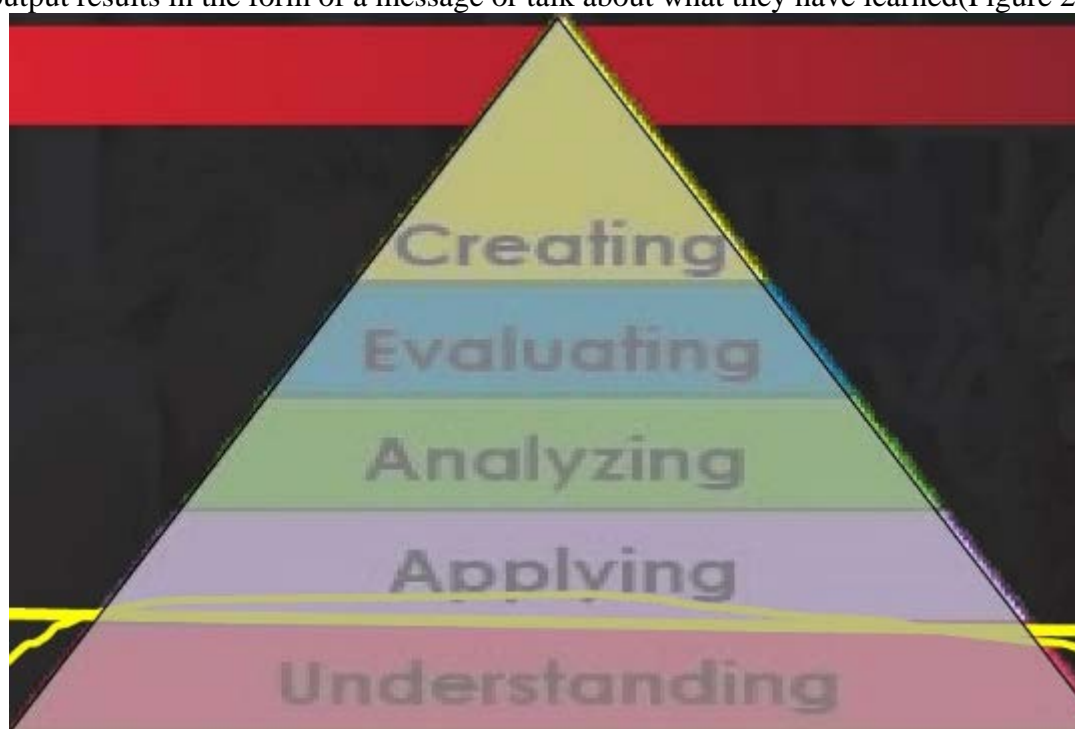 output results in the form of a message or talk about what they have learned(Figure 2
Creating
Evaluating
Analyzing
Applying
Understanding